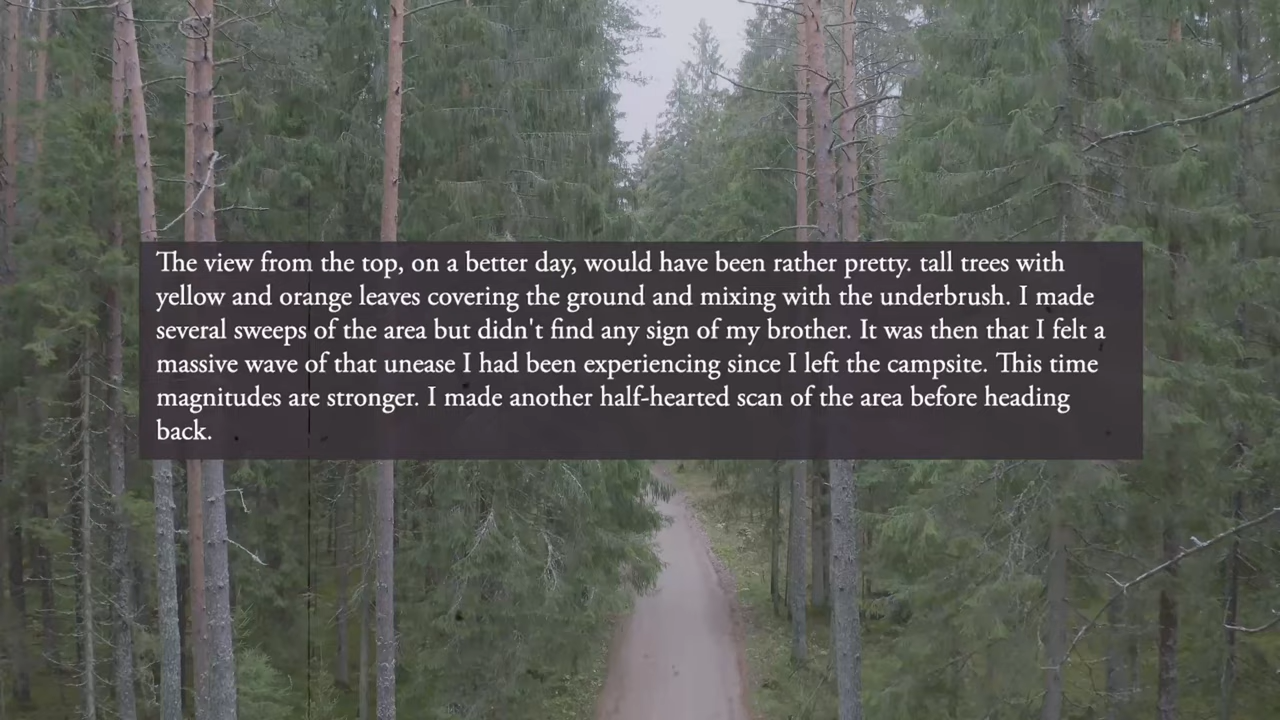 The view from the top, on a better day, would have been rather pretty. tall trees with
yellow and orange leaves covering the ground and mixing with the underbrush. I made
several sweeps of the area but didn't find any sign of my brother. It was then that I felt a
massive wave of that unease I had been experiencing since I left the campsite. This time
magnitudes are stronger. I made another half-hearted scan of the area before heading
back.